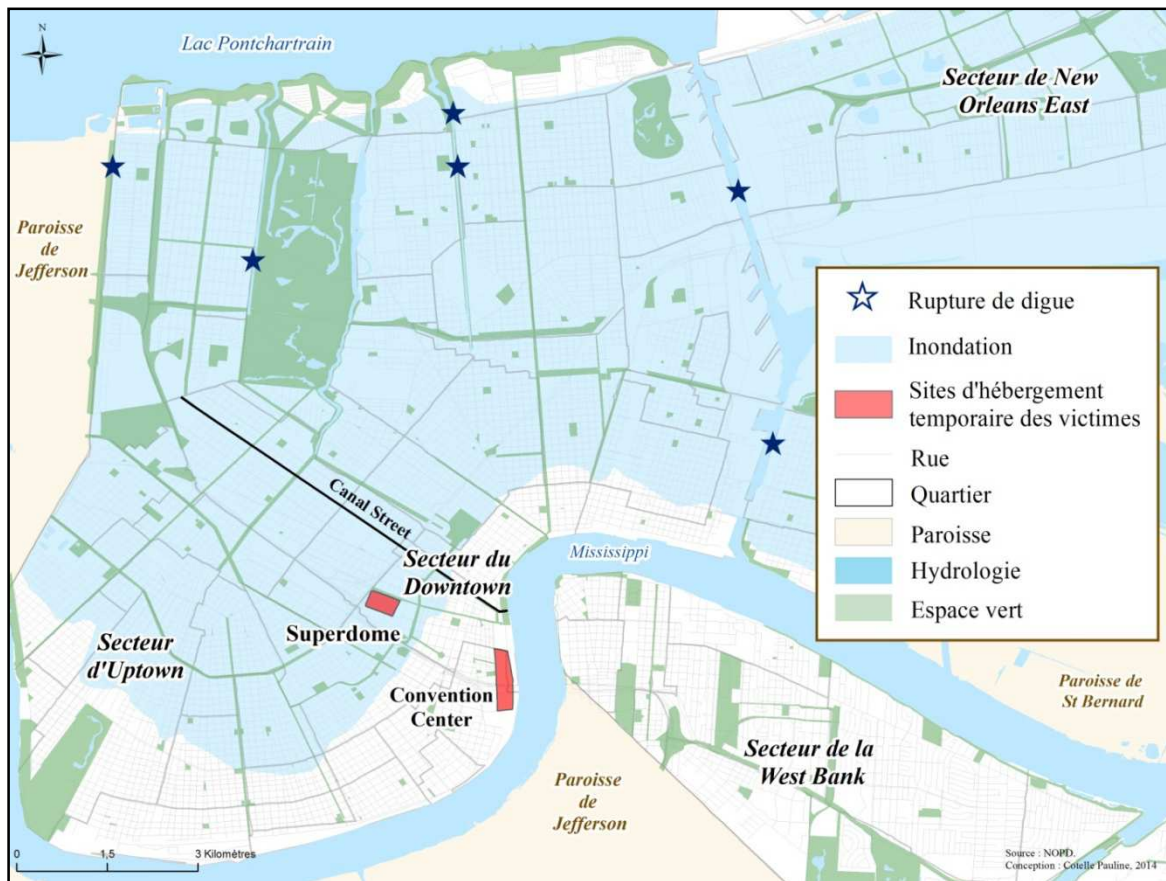 N
Lac Pontchartrain
Secteur de New
Orleans East
Paroisse
de
Jefferson
Rupture de digue
Inondation
Sites d'hébergement
temporaire des victimes
Rue
Quartier
Paroisse
Hydrologie
Espace vert
Canal Street
Mississippi
Secteur du
Downtown
Superdome
Secteur
d'Uptown
Convention
Center
Paroisse de
St Bernard
Secteur de la
West Bank
Paroisse
de
Jefferson
0 1,5 3 Kilomètres
Source : NOPD.
Conception : Cotelle Pauline, 2014